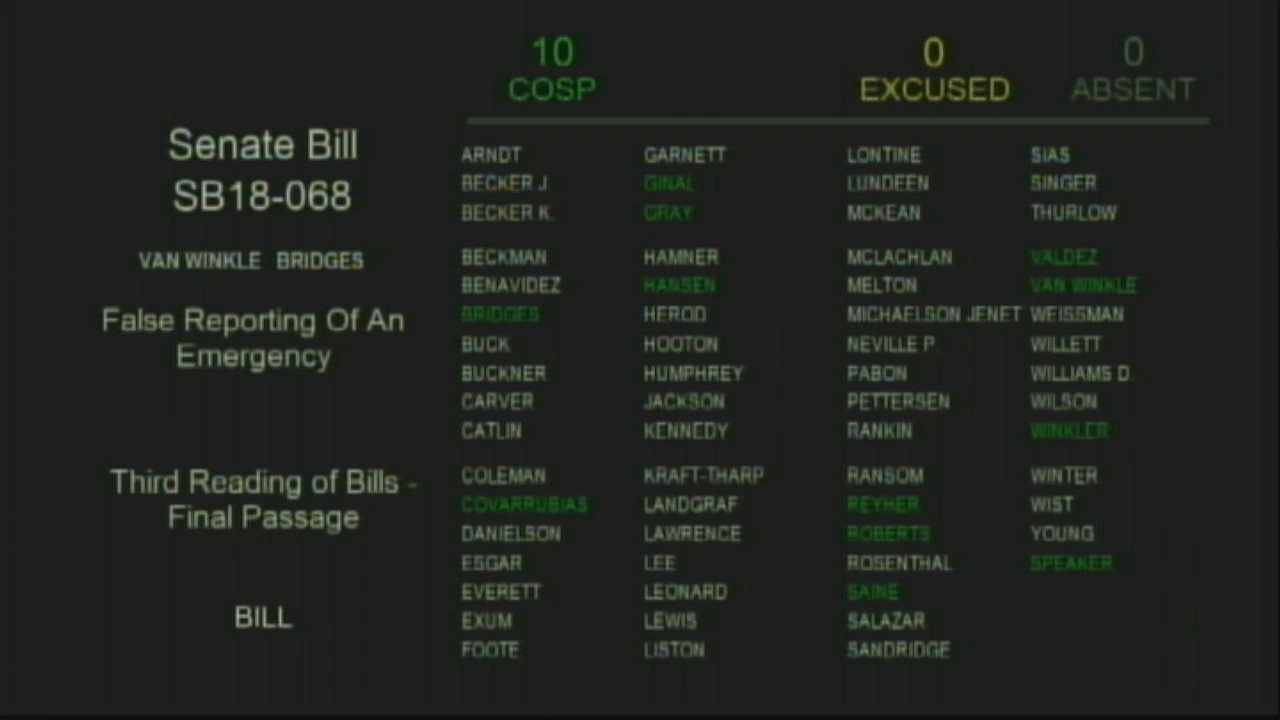 10
COSP
0
EXCUSED
0
ABSENT
Senate Bill
SB18-068
VAN WINKLE BRIDGES
False Reporting Of An
Emergency
Third Reading of Bills -
Final Passage
BILL
ARNDT
BECKER J.
BECKER K.
BECKMAN
BENAVIDEZ
BRIDGES
BUCK
BUCKNER
CARVER
CATLIN
COLEMAN
COVARRUBIAS
DANIELSON
ESGAR
EVERETT
EXUM
FOOTE
GARNETT
GINAL
GRAY
HAMNER
HANSEN
HEROD
HOOTON
HUMPHREY
JACKSON
KENNEDY
KRAFT-THARP
LANDGRAF
LAWRENCE
LEE
LEONARD
LEWIS
LISTON
LONTINE
LUNDEEN
MCKEAN
MCLACHLAN
MELTON
MICHAELSON JENET
NEVILLE P.
PABON
PETTERSEN
RANKIN
RANSOM
REYHER
ROBERTS
ROSENTHAL
SAINE
SALAZAR
SANDRIDGE
SIAS
SINGER
THURLOW
VALDEZ
VAN WINKLE
WEISSMAN
WILLETT
WILLIAMS D.
WILSON
WINKLER
WINTER
WIST
YOUNG
SPEAKER